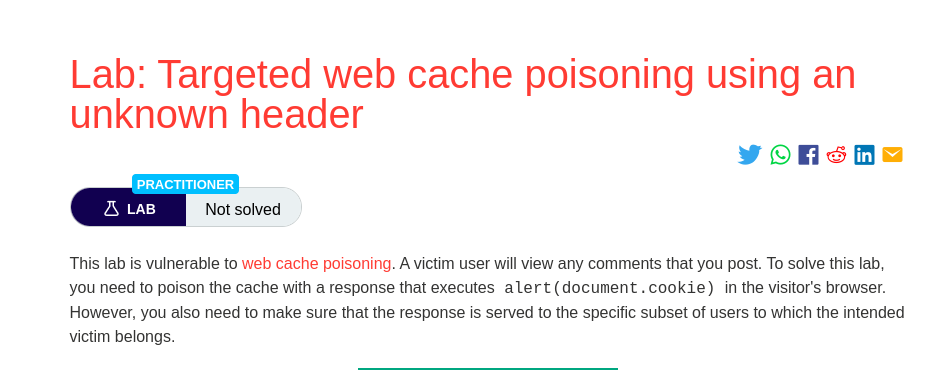 Lab: Targeted web cache poisoning using an
unknown header
PRACTITIONER
LAB Not solved
This lab is vulnerable to web cache poisoning. A victim user will view any comments that you post. To solve this lab,
you need to poison the cache with a response that executes alert(document.cookie) in the visitor's browser.
However, you also need to make sure that the response is served to the specific subset of users to which the intended
victim belongs.